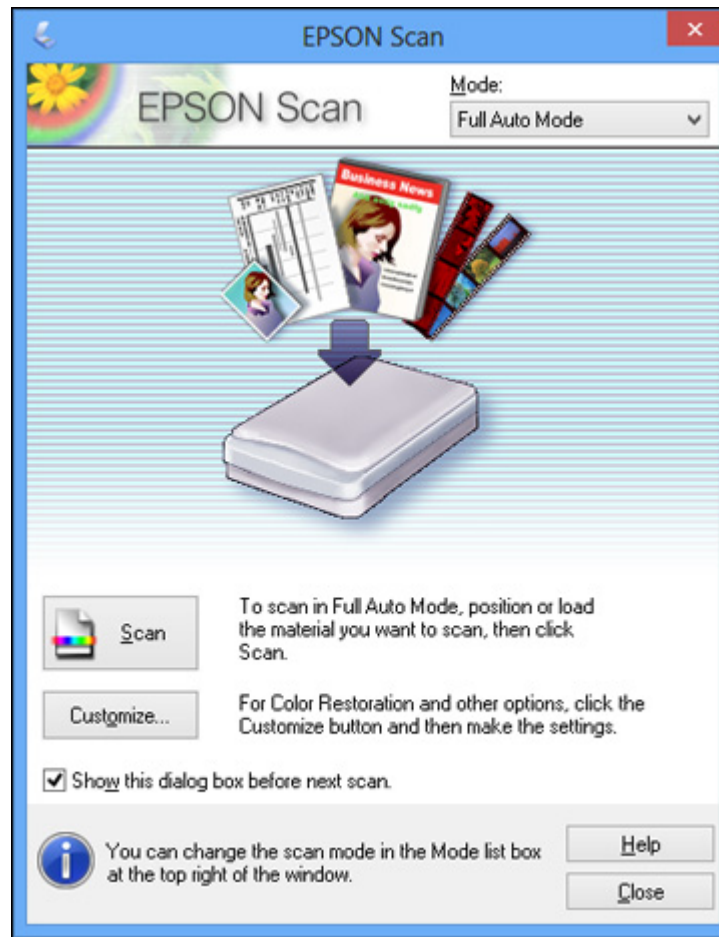 EPSON Scan
EPSON Scan
Mode:
Full Auto Mode
Business News
Scan
To scan in Full Auto Mode, position or load
the material you want to scan, then click
Scan.
Customize...
For Color Restoration and other options, click the
Customize button and then make the settings.
Show this dialog box before next scan.
You can change the scan mode in the Mode list box
at the top right of the window.
Help
Close